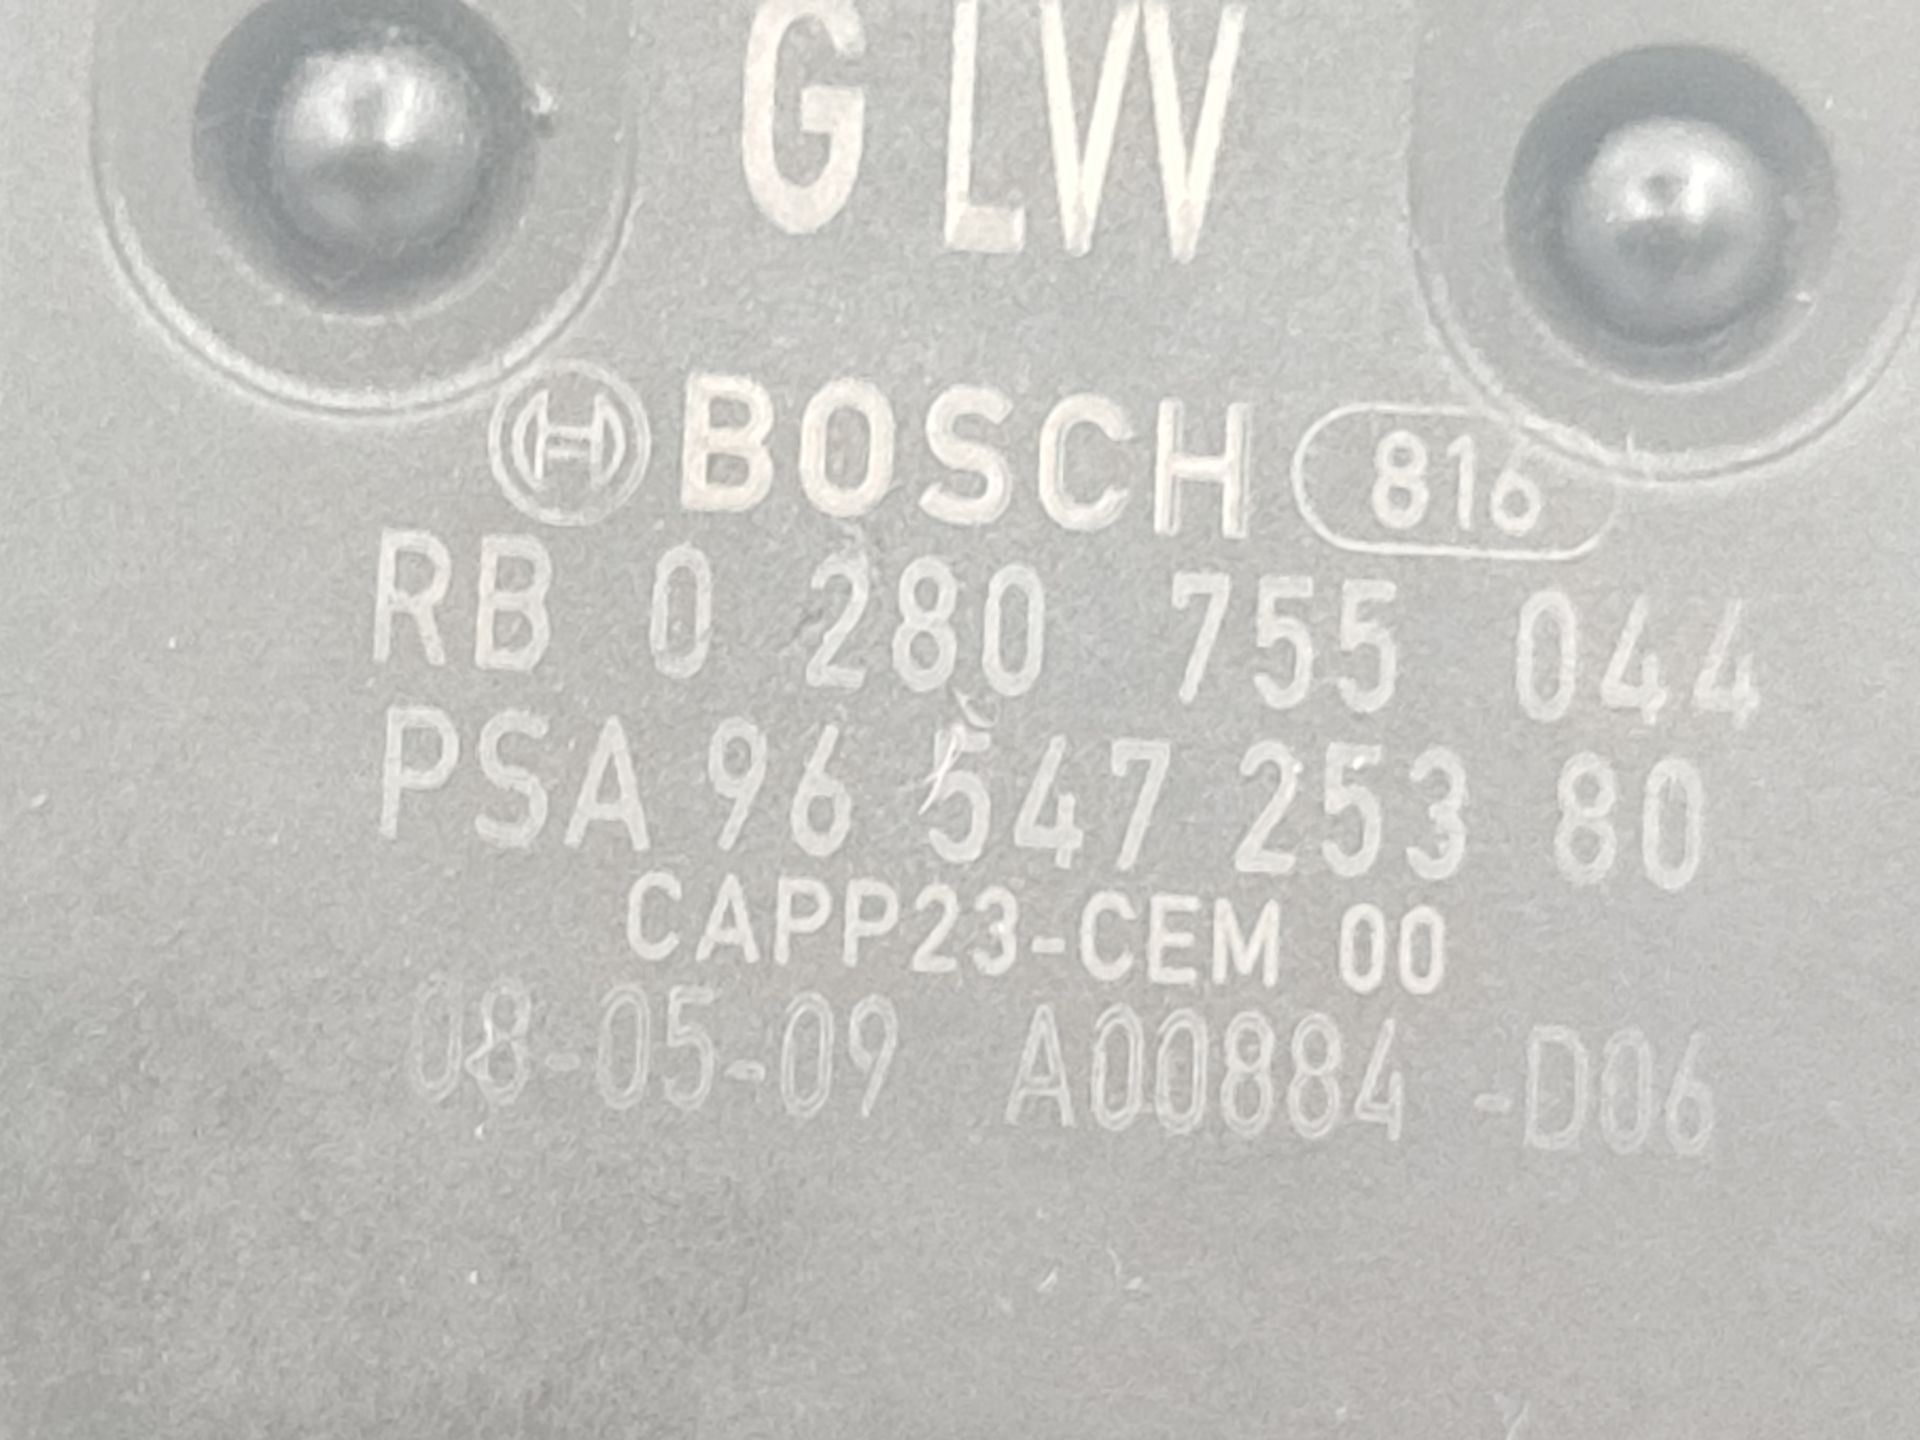 G LW
BOSCH 816
RB 0 280 755 044
PSA 96 547 253 80
CAPP23-CEM 00
08-05-09 A00884 -D06